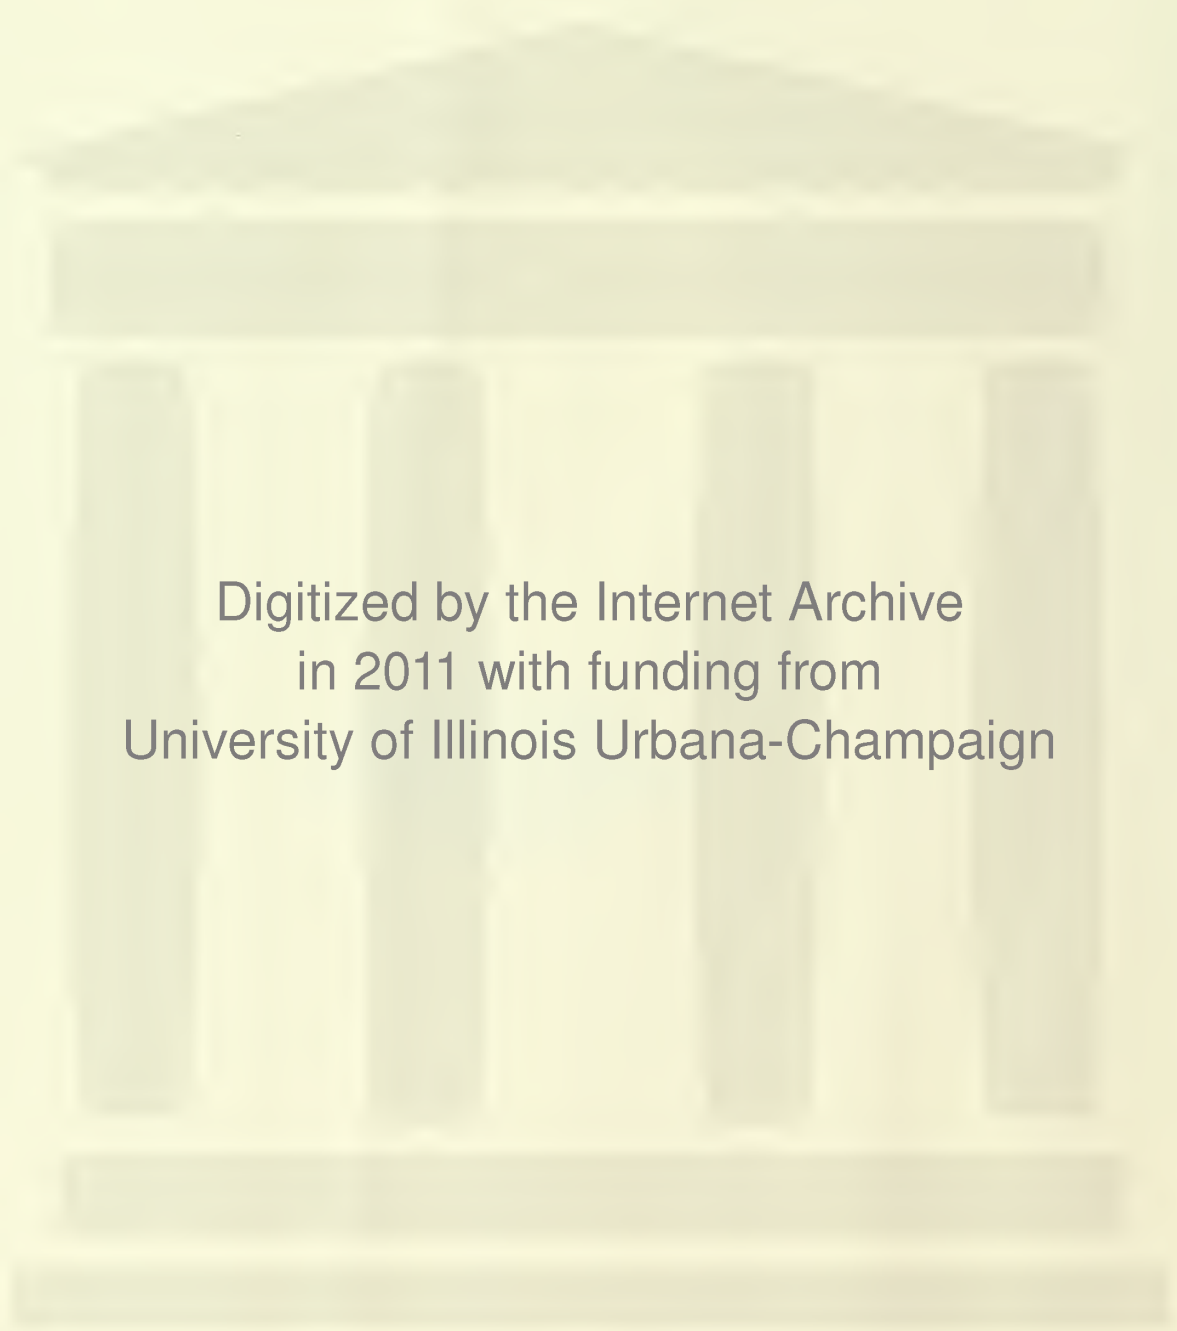 Digitized by the Internet Archive
in 2011 with funding from
University of Illinois Urbana-Champaign